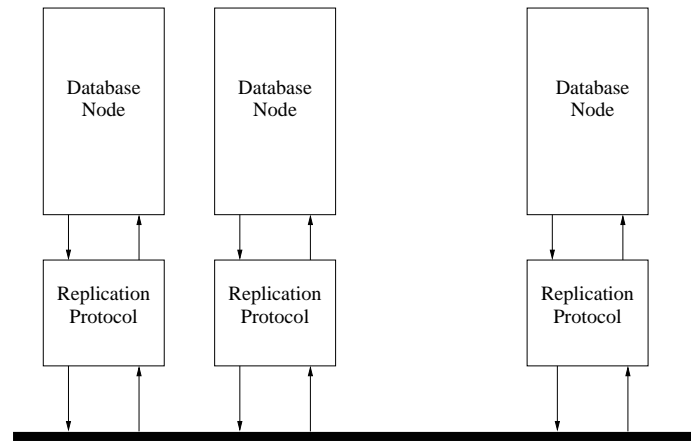 Database
Node
Database
Node
Database
Node
Replication
Protocol
Replication
Protocol
Replication
Protocol